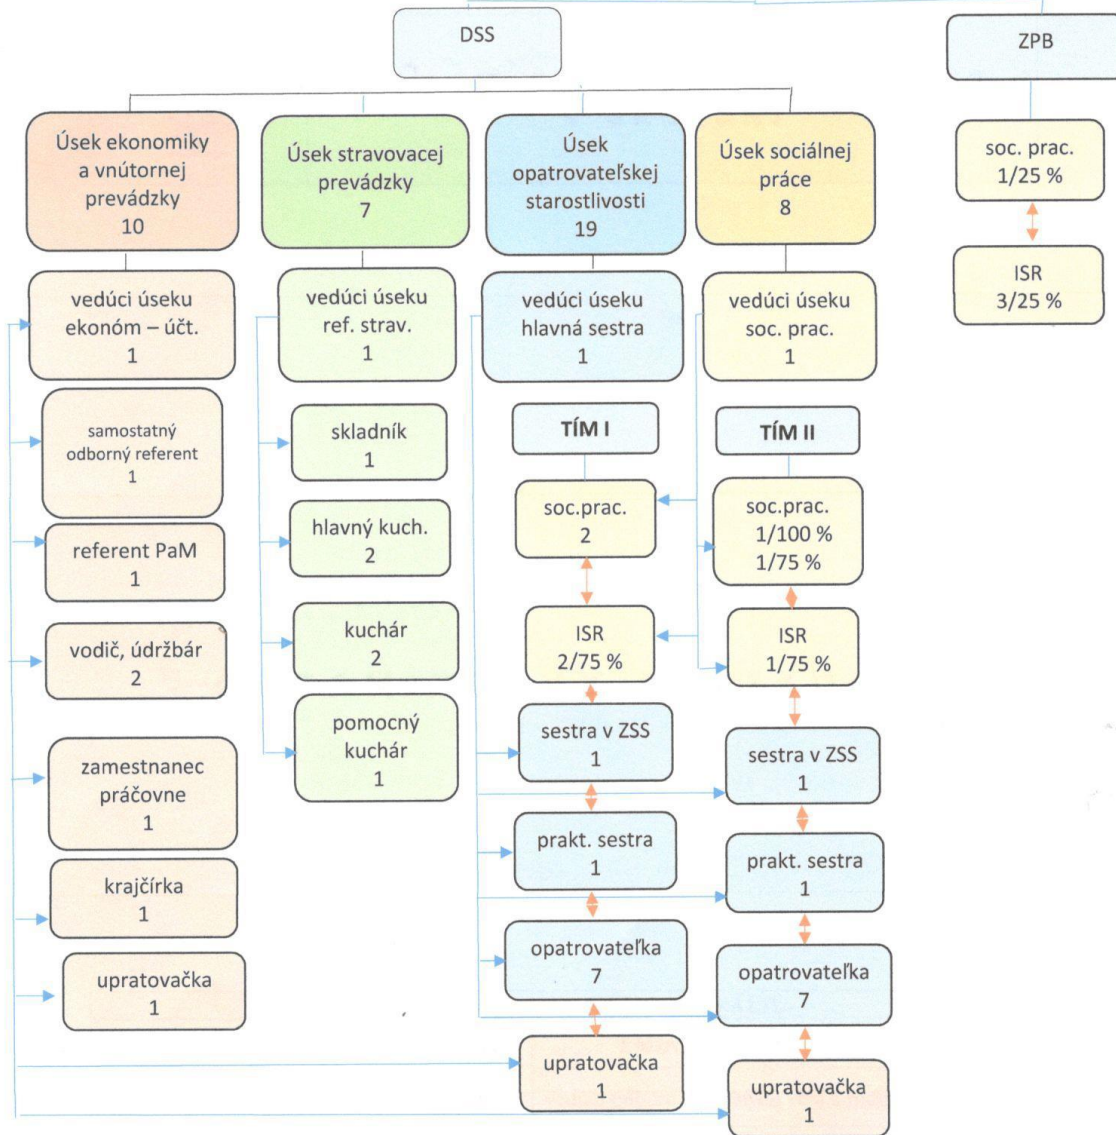 DSS
ZPB
Úsek ekonomiky
a vnútornej
prevádzky
10
Úsek stravovacej
prevádzky
7
Úsek
opatrovateľskej
starostlivosti
19
Úsek sociálnej
práce
8
soc. prac.
1/25 %
ISR
3/25 %
vedúci úseku
ekonóm – účt.
1
vedúci úseku
ref. strav.
1
vedúci úseku
hlavná sestra
1
vedúci úseku
soc. prac.
1
samostatný
odborný referent
1
referent PaM
1
vodič, údržbár
2
zamestnanec
práčovne
1
krajčírka
1
upratovačka
1
skladník
1
hlavný kuch.
2
kuchár
2
pomocný
kuchár
1
TÍM I
soc.prac.
2
ISR
2/75 %
sestra v ZSS
1
prakt. sestra
1
opatrovateľka
7
upratovačka
1
TÍM II
soc.prac.
1/100 %
1/75 %
ISR
1/75 %
sestra v ZSS
1
prakt. sestra
1
opatrovateľka
7
upratovačka
1